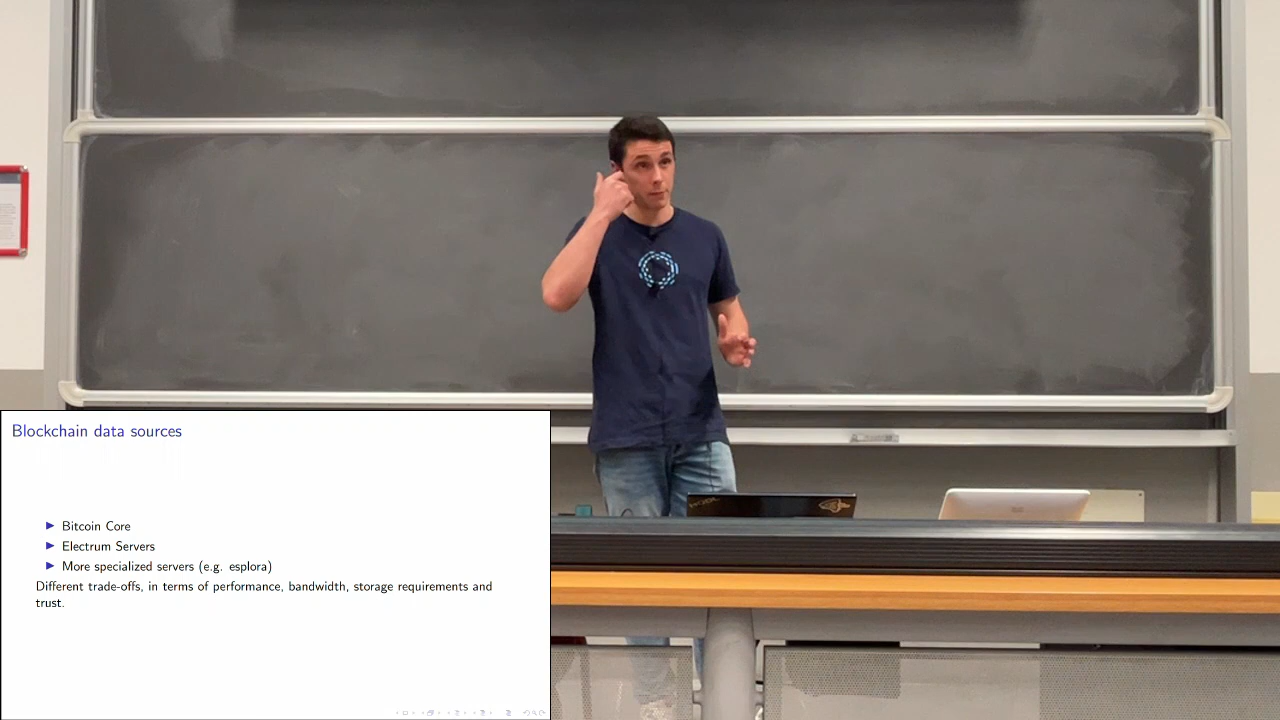 Blockchain data sources
Bitcoin Core
Electrum Servers
More specialized servers (e.g. esplora)
Different trade-offs, in terms of performance, bandwidth, storage requirements and
trust.
HODL